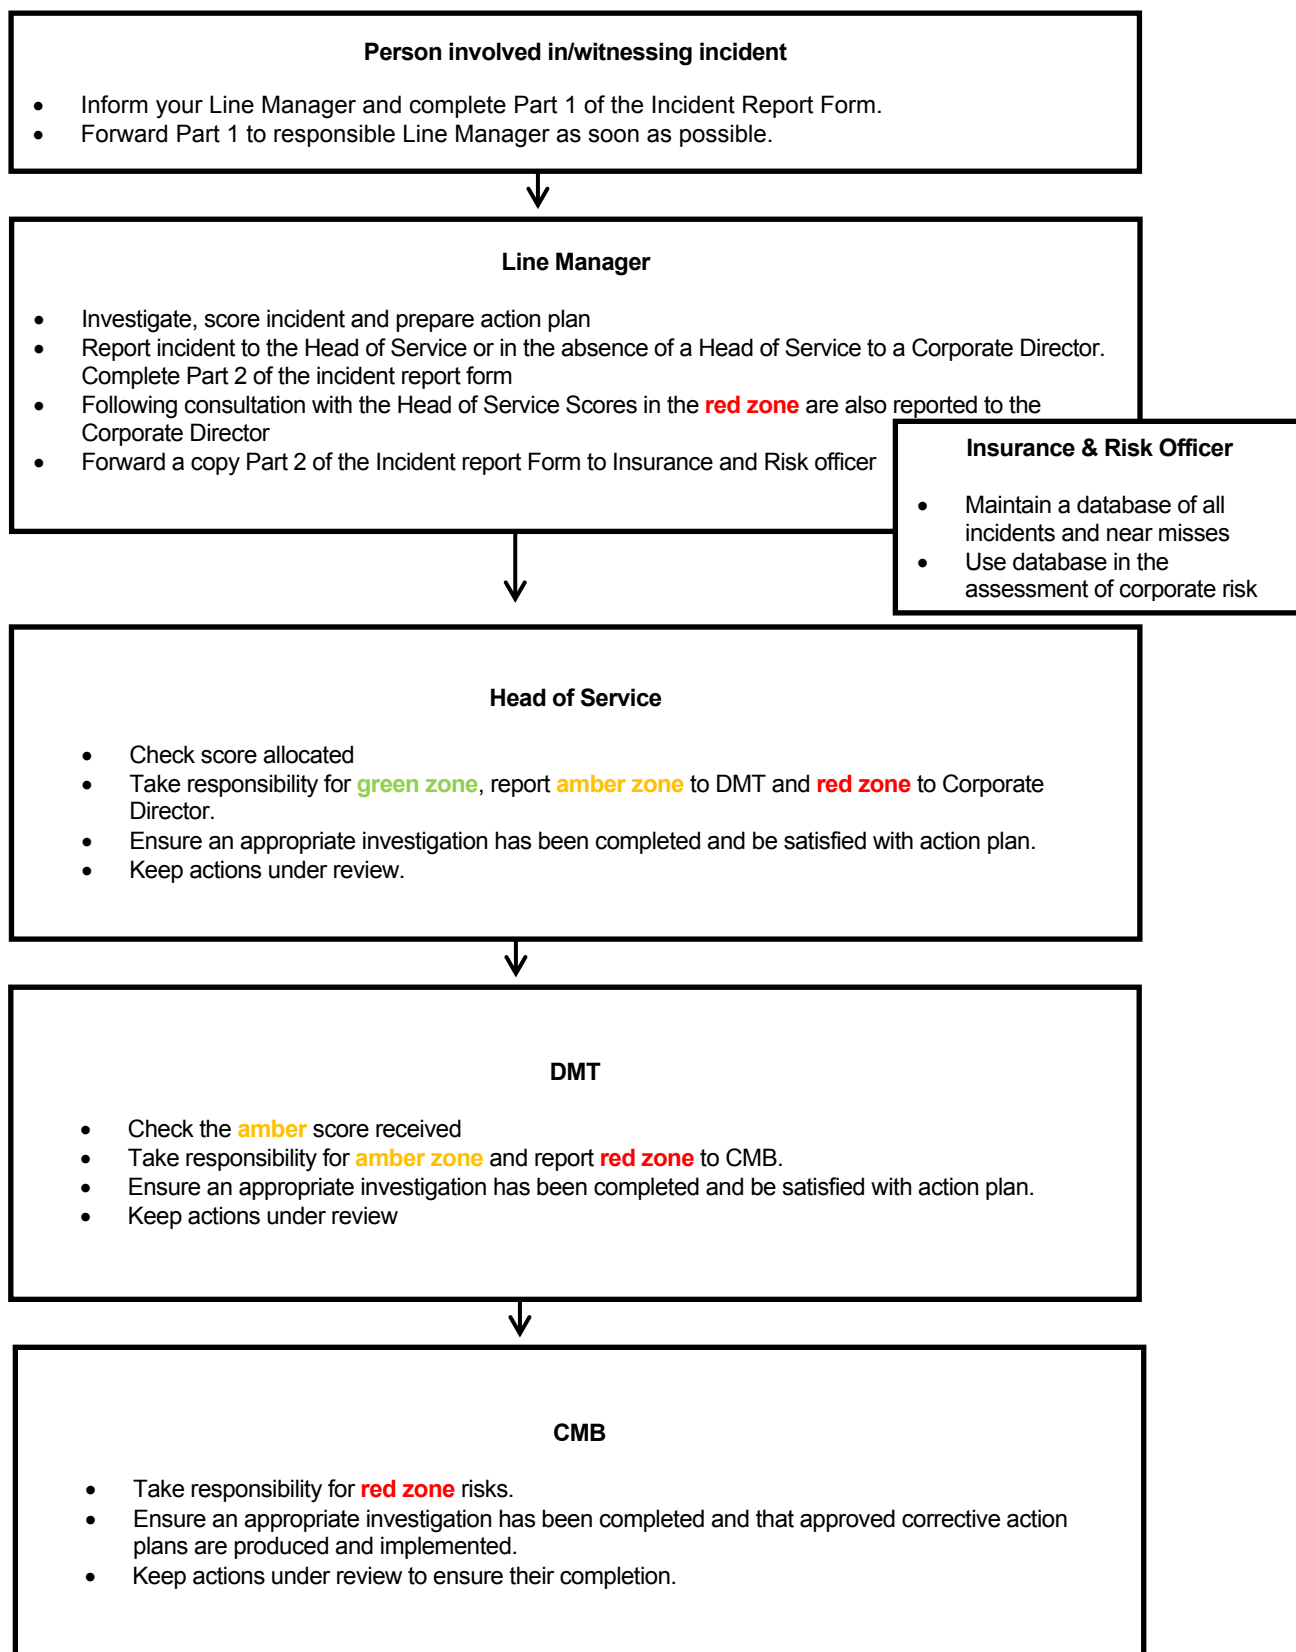 Person involved in/witnessing incident
• Inform your Line Manager and complete Part 1 of the Incident Report Form.
• Forward Part 1 to responsible Line Manager as soon as possible.
Line Manager
• Investigate, score incident and prepare action plan
• Report incident to the Head of Service or in the absence of a Head of Service to a Corporate Director.
Complete Part 2 of the incident report form
• Following consultation with the Head of Service Scores in the red zone are also reported to the
Corporate Director
• Forward a copy Part 2 of the Incident report Form to Insurance and Risk officer
Insurance & Risk Officer
• Maintain a database of all
incidents and near misses
• Use database in the
assessment of corporate risk
Head of Service
• Check score allocated
• Take responsibility for green zone, report amber zone to DMT and red zone to Corporate
Director.
• Ensure an appropriate investigation has been completed and be satisfied with action plan.
• Keep actions under review.
DMT
• Check the amber score received
• Take responsibility for amber zone and report red zone to CMB.
• Ensure an appropriate investigation has been completed and be satisfied with action plan.
• Keep actions under review
CMB
• Take responsibility for red zone risks.
• Ensure an appropriate investigation has been completed and that approved corrective action
plans are produced and implemented.
• Keep actions under review to ensure their completion.